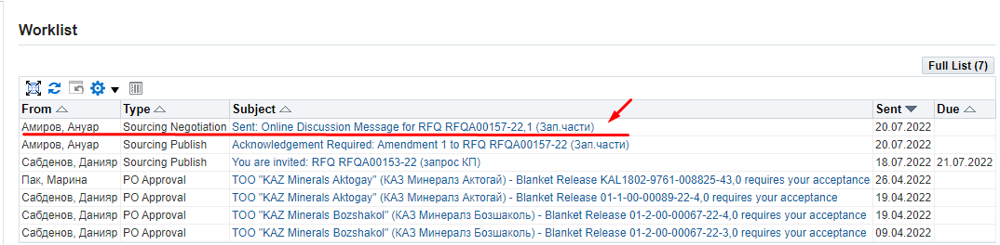 Worklist
Full List (7)
From Type Subject Sent Due
Амиров, Ануар Sourcing Negotiation Sent: Online Discussion Message for RFQ RFQA00157-22,1 (Зап.части) 20.07.2022
Амиров, Ануар Sourcing Publish Acknowledgement Required: Amendment 1 to RFQ RFQA00157-22 (Зап.части) 20.07.2022
Сабденов, Данияр Sourcing Publish You are invited: RFQ RFQA00153-22 (запрос КП) 18.07.2022 21.07.2022
Пак, Марина PO Approval ТОО "KAZ Minerals Aktogay" (КАЗ Минералз Актогай) - Blanket Release KAL1802-9761-008825-43,0 requires your acceptance 26.04.2022
Сабденов, Данияр PO Approval ТОО "KAZ Minerals Aktogay" (КАЗ Минералз Актогай) - Blanket Release 01-1-00-00089-22-4,0 requires your acceptance 19.04.2022
Сабденов, Данияр PO Approval ТОО "KAZ Minerals Bozshakol" (КАЗ Минералз Бозшаколь) - Blanket Release 01-2-00-00067-22-4,0 requires your acceptance 19.04.2022
Сабденов, Данияр PO Approval ТОО "KAZ Minerals Bozshakol" (КАЗ Минералз Бозшаколь) - Blanket Release 01-2-00-00067-22-3,0 requires your acceptance 09.04.2022